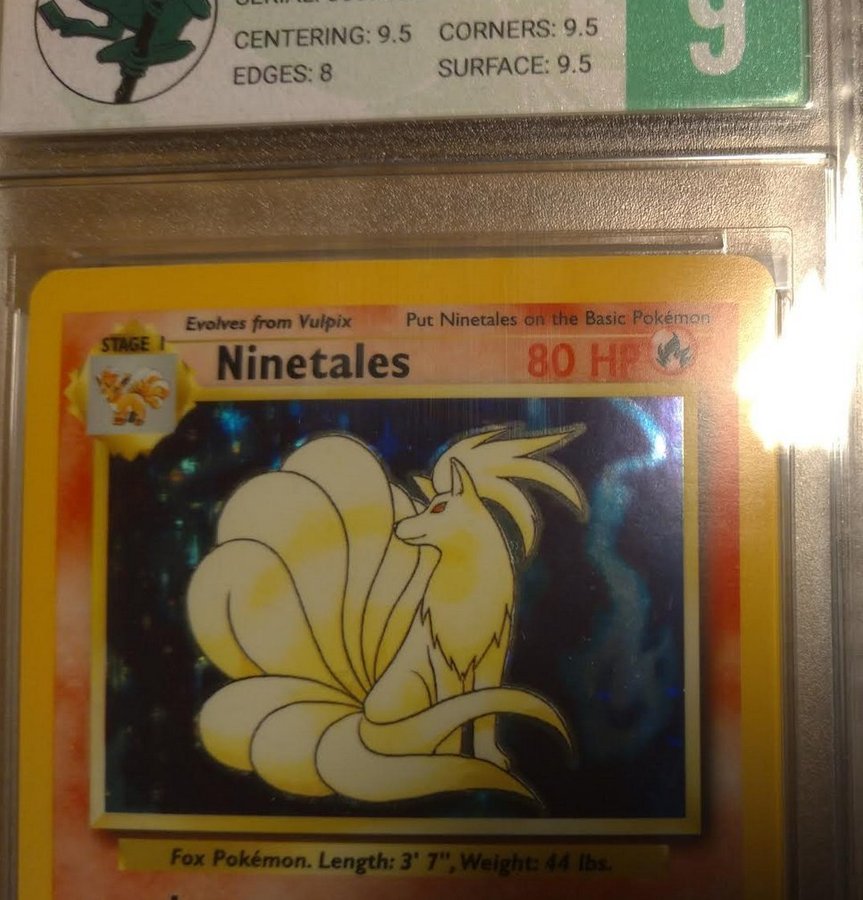 CENTERING: 9.5 CORNERS: 9.5
EDGES: 8 SURFACE: 9.5
9
Evolves from Vulpix Put Ninetales on the Basic Pokémon
STAGE 1
Ninetales 80 HP
Fox Pokémon. Length: 3' 7", Weight: 44 lbs.